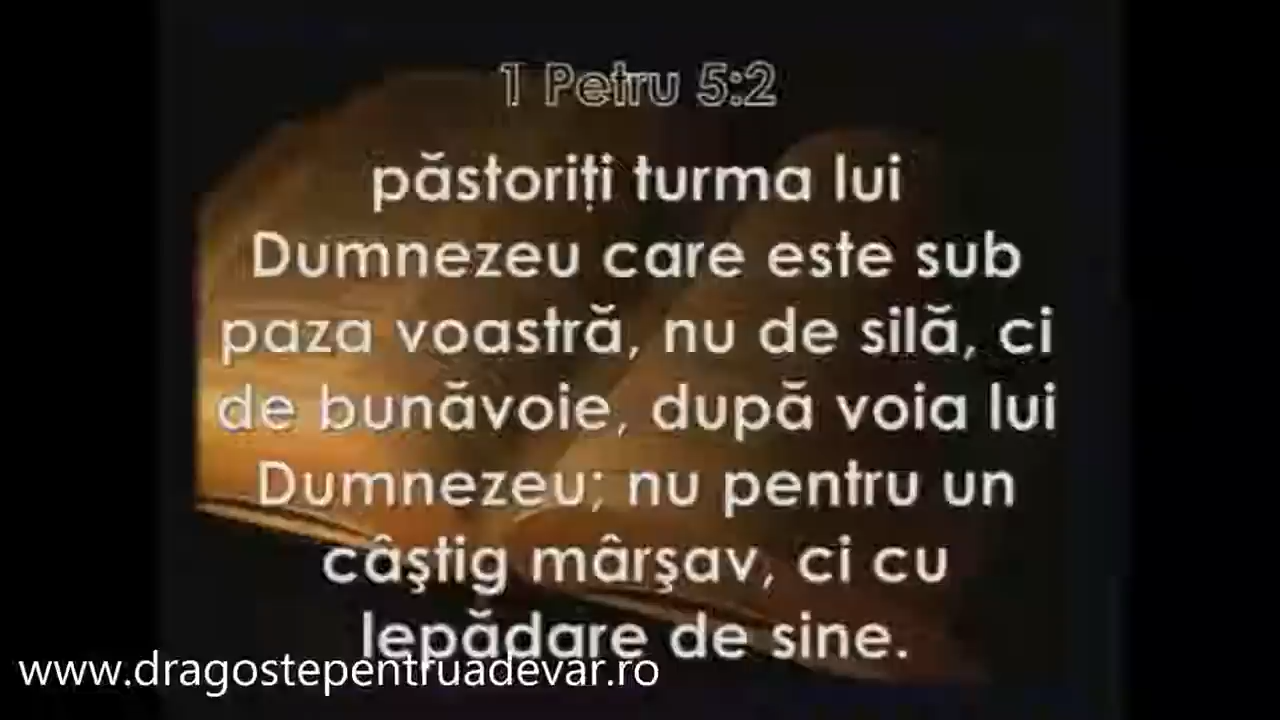 1 Petru 5:2
păstoriți turma lui
Dumnezeu care este sub
paza voastră, nu de silă, ci
de bunăvoie, după voia lui
Dumnezeu; nu pentru un
câştig mârşav, ci cu
lepădare de sine.
www.dragostepentruadevar.ro